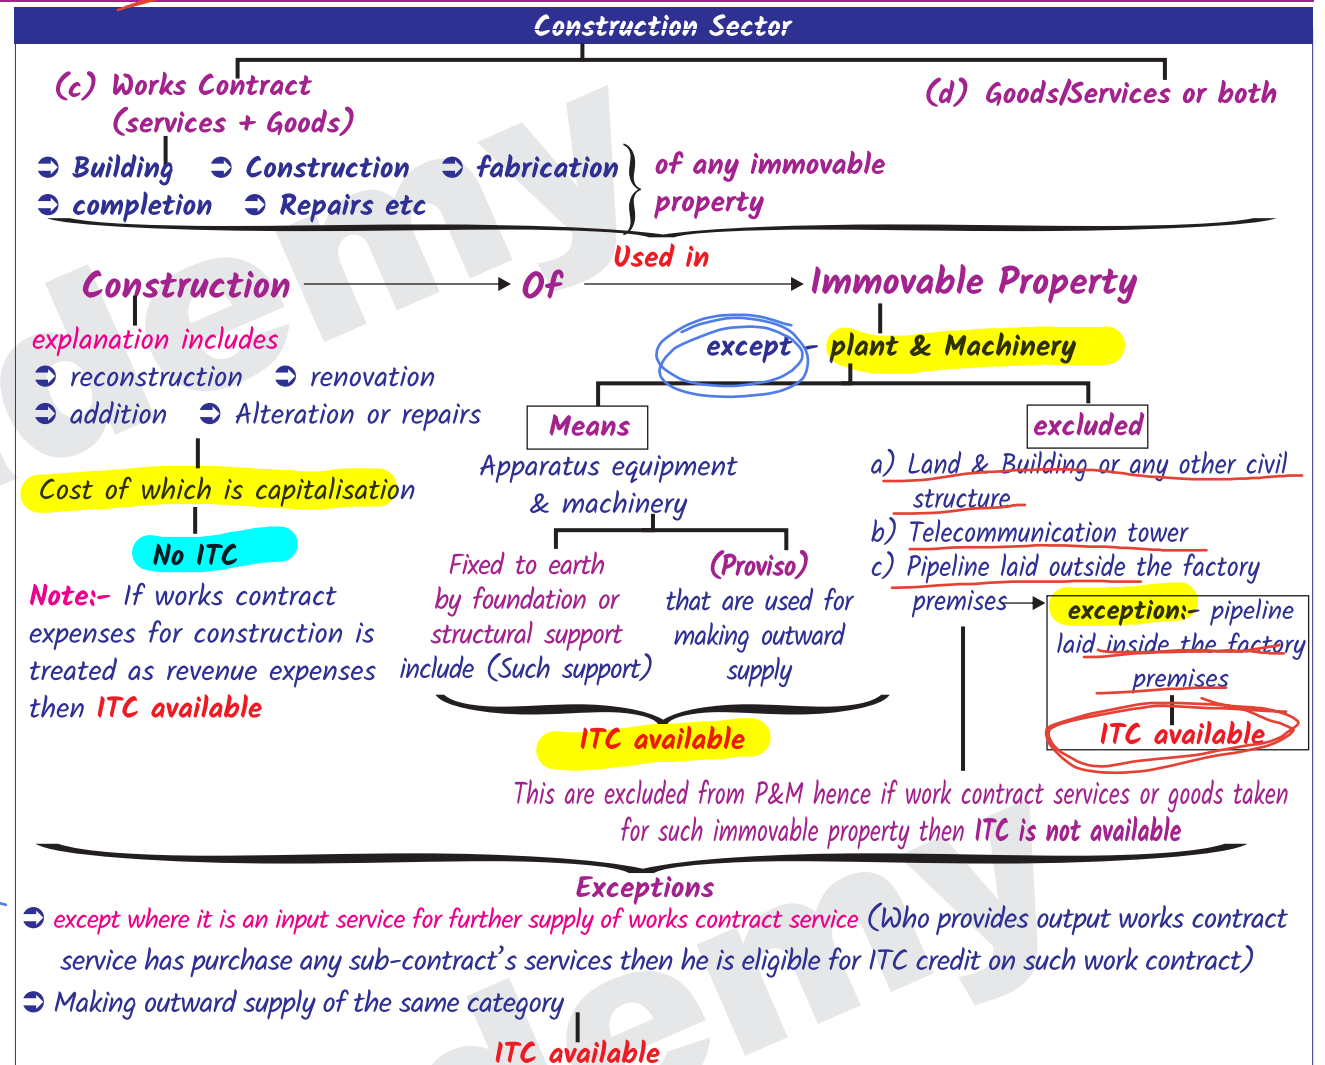 Construction Sector
(c) Works Contract
(services + Goods)
(d) Goods/Services or both
➲ Building ➲ Construction ➲ fabrication
➲ completion ➲ Repairs etc
of any immovable
property
Used in
Construction Of Immovable Property
explanation includes
➲ reconstruction ➲ renovation
➲ addition ➲ Alteration or repairs
Cost of which is capitalisation
No ITC
Note:- If works contract
expenses for construction is
treated as revenue expenses
then ITC available
except - plant & Machinery
Means
Apparatus equipment
& machinery
Fixed to earth
by foundation or
structural support
include (Such support)
(Proviso)
that are used for
making outward
supply
ITC available
excluded
a) Land & Building or any other civil
structure
b) Telecommunication tower
c) Pipeline laid outside the factory
premises
exception:- pipeline
laid inside the factory
premises
ITC available
This are excluded from P&M hence if work contract services or goods taken
for such immovable property then ITC is not available
Exceptions
➲ except where it is an input service for further supply of works contract service (Who provides output works contract
service has purchase any sub-contract's services then he is eligible for ITC credit on such work contract)
➲ Making outward supply of the same category
ITC available
demy
demy